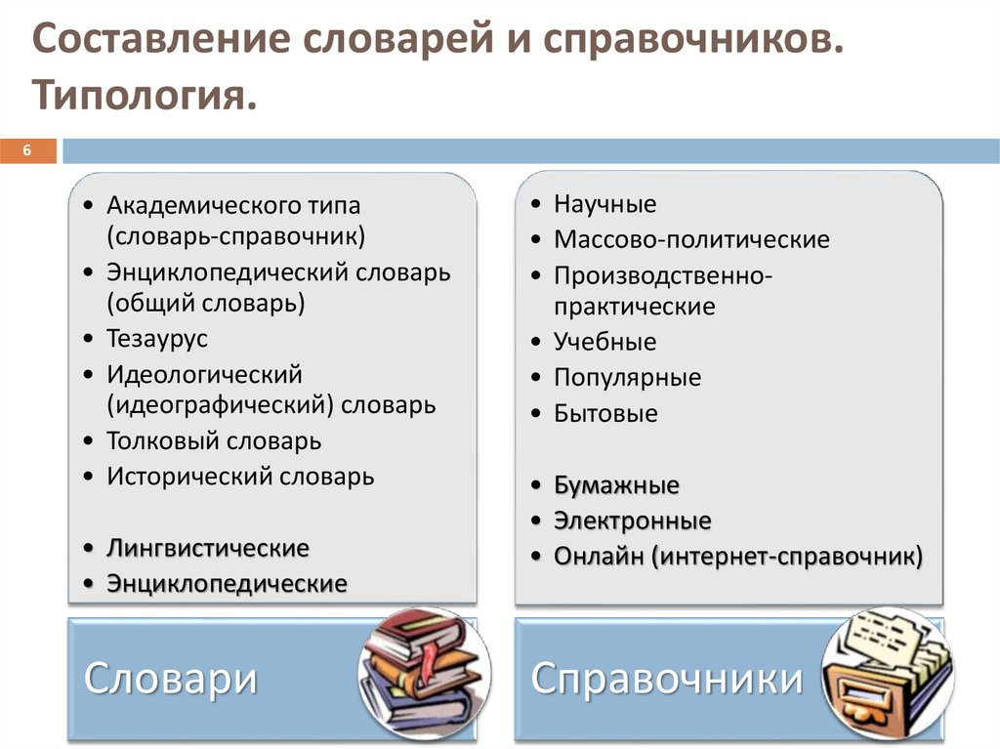 Составление словарей и справочников.
Типология.
6
• Академического типа
(словарь-справочник)
• Энциклопедический словарь
(общий словарь)
• Тезаурус
• Идеологический
(идеографический) словарь
• Толковый словарь
• Исторический словарь
• Лингвистические
• Энциклопедические
Словари
• Научные
• Массово-политические
• Производственно-
практические
• Учебные
• Популярные
• Бытовые
• Бумажные
• Электронные
• Онлайн (интернет-справочник)
Справочники